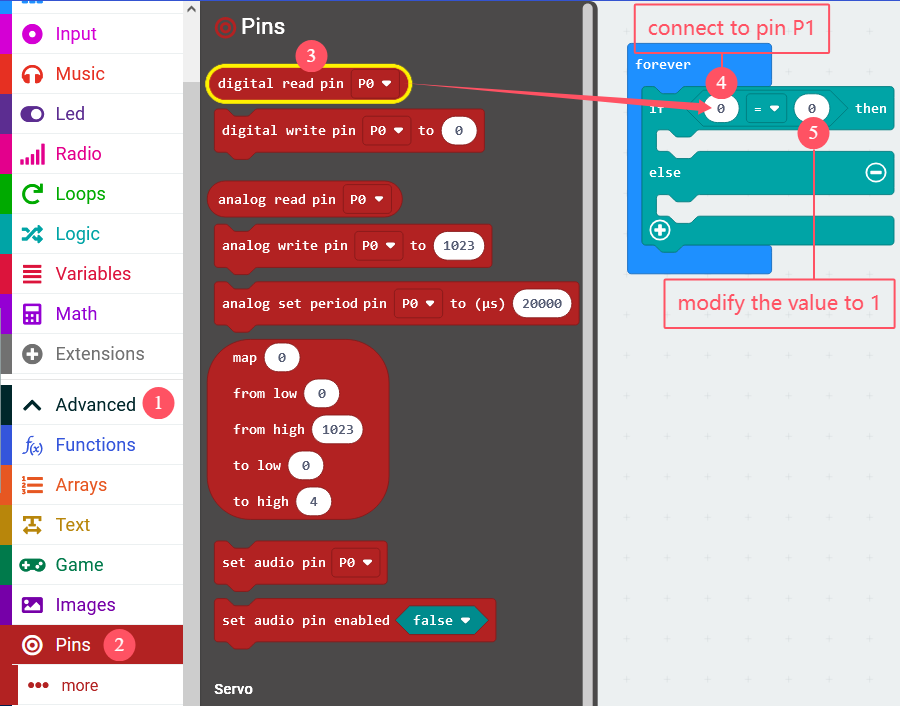 Input
Music
Led
Radio
Loops
Logic
Variables
Math
Extensions
Advanced 1
f(x) Functions
Arrays
Text
Game
Images
Pins 2
more
Pins
3
digital read pin P0
digital write pin P0 to 0
analog read pin P0
analog write pin P0 to 1023
analog set period pin P0 to (µs) 20000
map 0
from low 0
from high 1023
to low 0
to high 4
set audio pin P0
set audio pin enabled false
Servo
connect to pin P1
forever
4
if 0 = 0 then
5
else
modify the value to 1